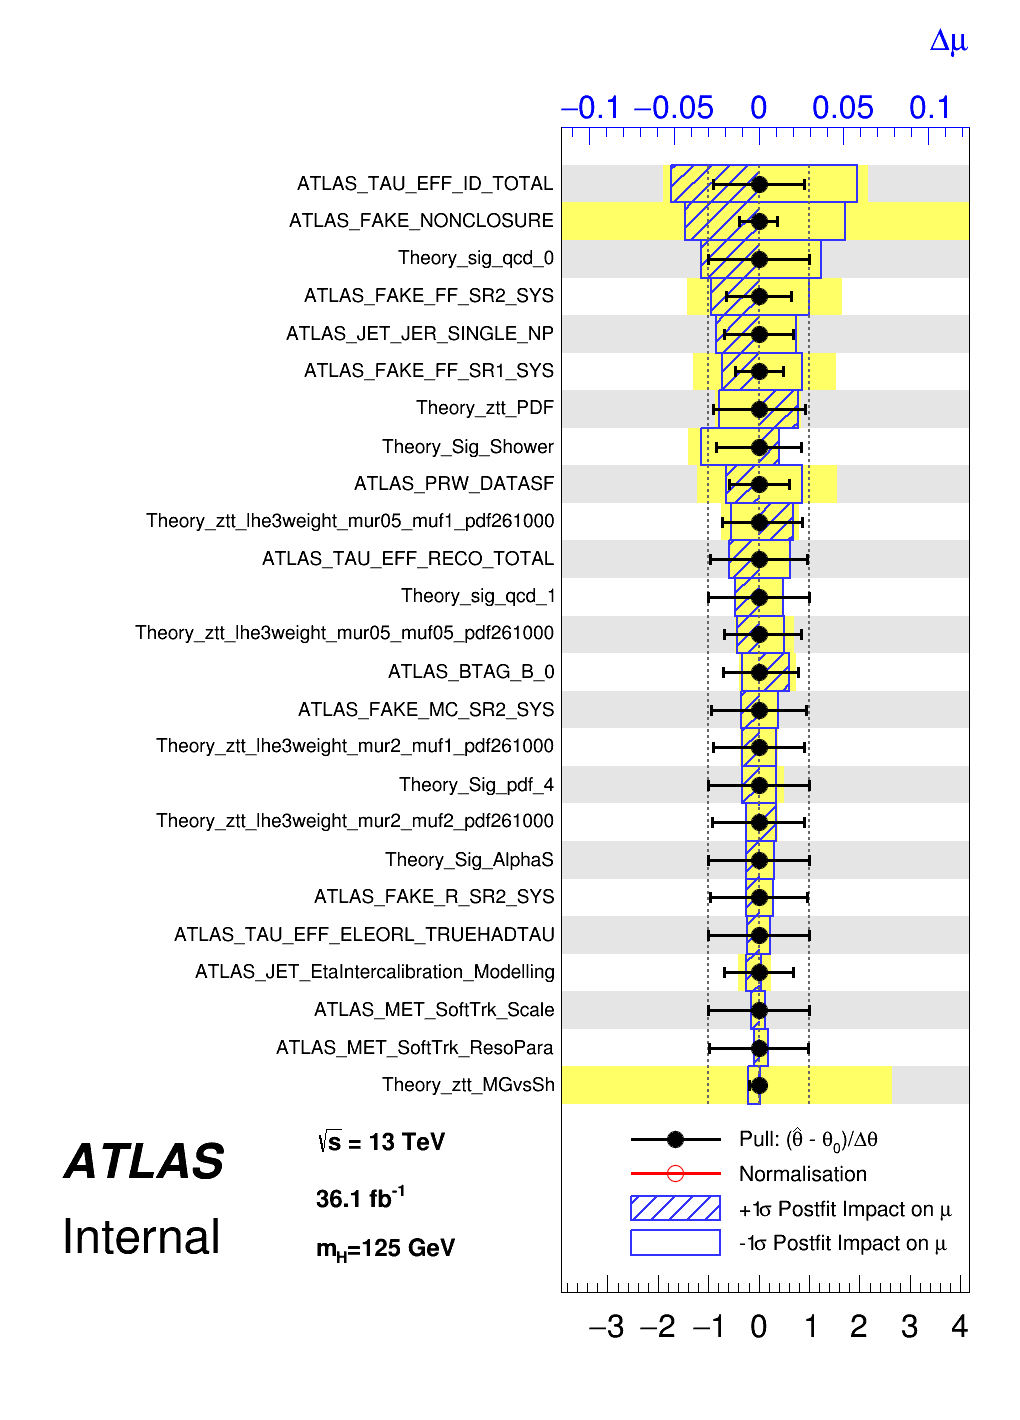 Δμ
−0.1 −0.05 0 0.05 0.1
ATLAS_TAU_EFF_ID_TOTAL
ATLAS_FAKE_NONCLOSURE
Theory_sig_qcd_0
ATLAS_FAKE_FF_SR2_SYS
ATLAS_JET_JER_SINGLE_NP
ATLAS_FAKE_FF_SR1_SYS
Theory_ztt_PDF
Theory_Sig_Shower
ATLAS_PRW_DATASF
Theory_ztt_lhe3weight_mur05_muf1_pdf261000
ATLAS_TAU_EFF_RECO_TOTAL
Theory_sig_qcd_1
Theory_ztt_lhe3weight_mur05_muf05_pdf261000
ATLAS_BTAG_B_0
ATLAS_FAKE_MC_SR2_SYS
Theory_ztt_lhe3weight_mur2_muf1_pdf261000
Theory_Sig_pdf_4
Theory_ztt_lhe3weight_mur2_muf2_pdf261000
Theory_Sig_AlphaS
ATLAS_FAKE_R_SR2_SYS
ATLAS_TAU_EFF_ELEORL_TRUEHADTAU
ATLAS_JET_EtaIntercalibration_Modelling
ATLAS_MET_SoftTrk_Scale
ATLAS_MET_SoftTrk_ResoPara
Theory_ztt_MGvsSh
ATLAS
Internal
√s = 13 TeV
36.1 fb⁻¹
m_H=125 GeV
Pull: (θ̂ - θ₀)/Δθ
Normalisation
+1σ Postfit Impact on μ
-1σ Postfit Impact on μ
−3 −2 −1 0 1 2 3 4